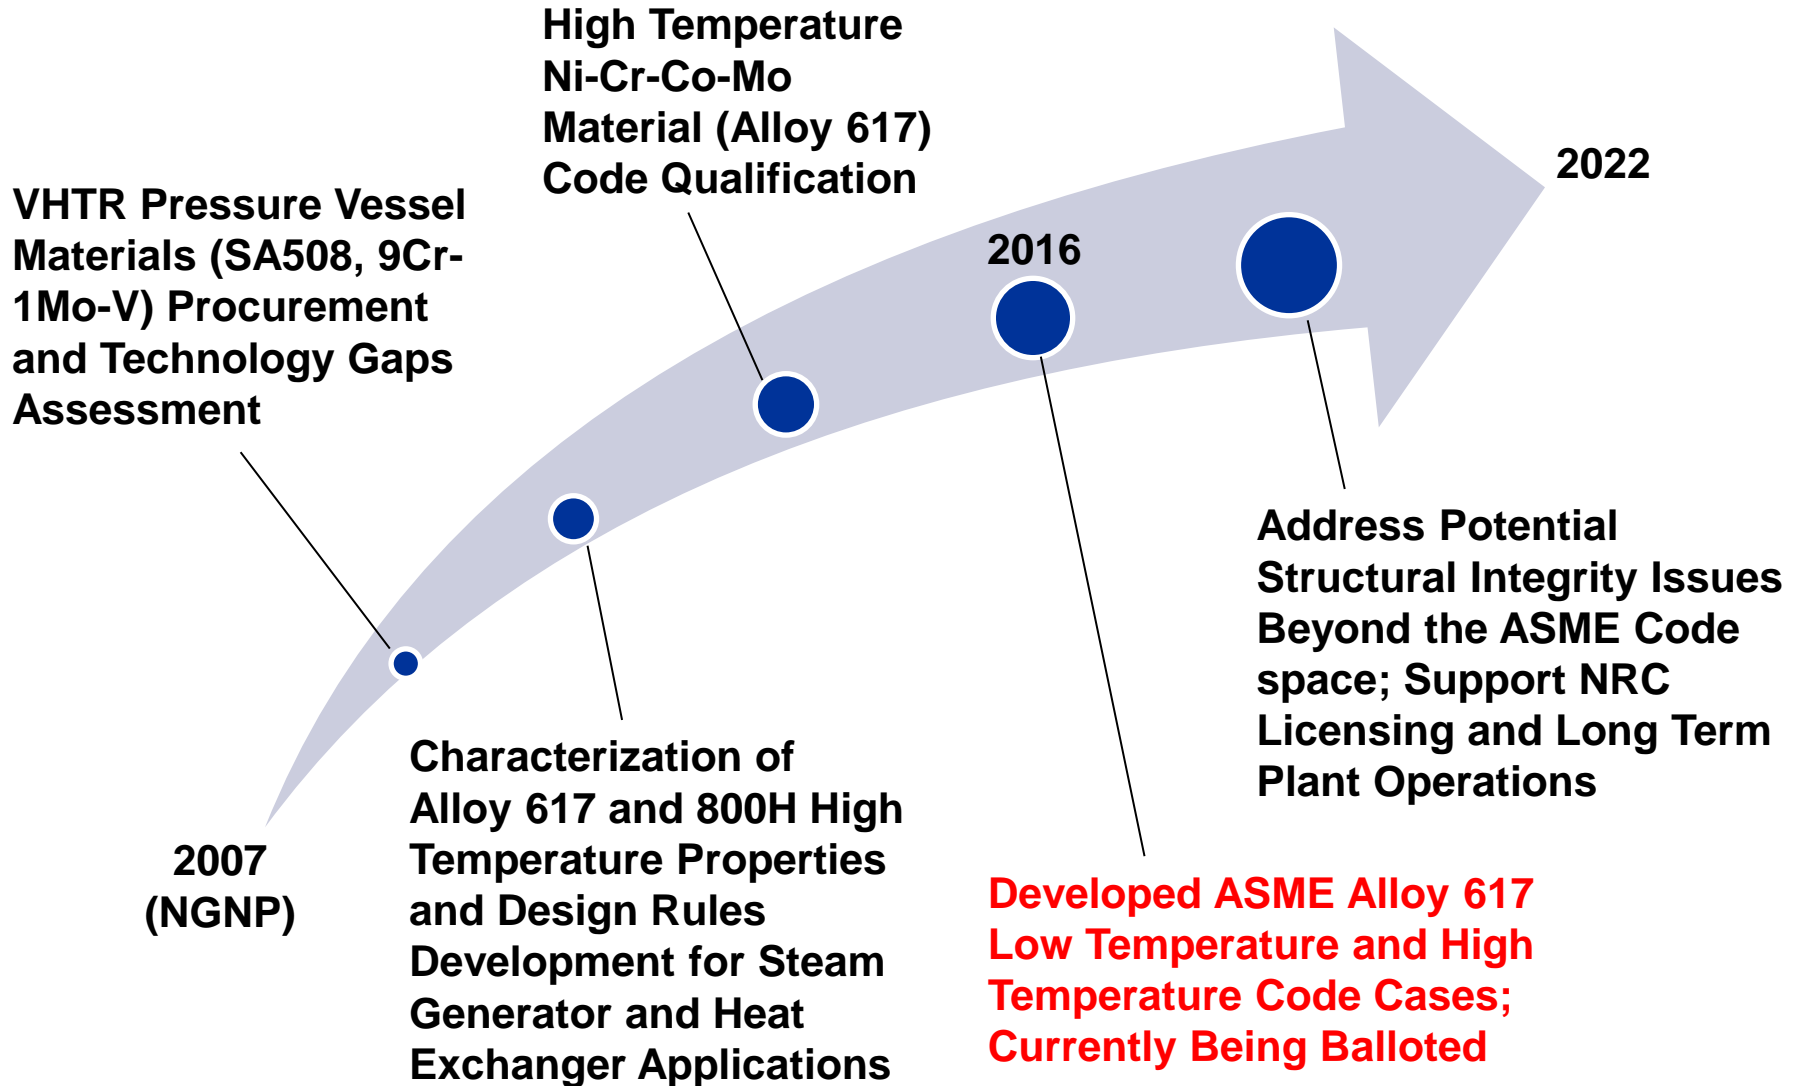 High Temperature
Ni-Cr-Co-Mo
Material (Alloy 617)
Code Qualification
VHTR Pressure Vessel
Materials (SA508, 9Cr-
1Mo-V) Procurement
and Technology Gaps
Assessment
2022
2016
2007
(NGNP)
Characterization of
Alloy 617 and 800H High
Temperature Properties
and Design Rules
Development for Steam
Generator and Heat
Exchanger Applications
Developed ASME Alloy 617
Low Temperature and High
Temperature Code Cases;
Currently Being Balloted
Address Potential
Structural Integrity Issues
Beyond the ASME Code
space; Support NRC
Licensing and Long Term
Plant Operations